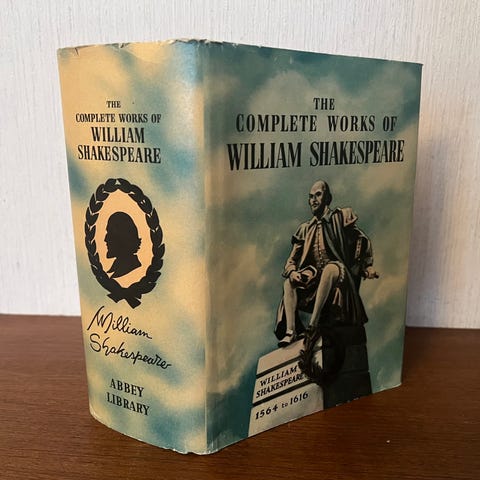 THE
COMPLETE WORKS OF
WILLIAM
SHAKESPEARE
William
Shakespeare
ABBEY
LIBRARY
THE
COMPLETE WORKS OF
WILLIAM SHAKESPEARE
WILLIAM
SHAKESPEARE
1564 to 1616